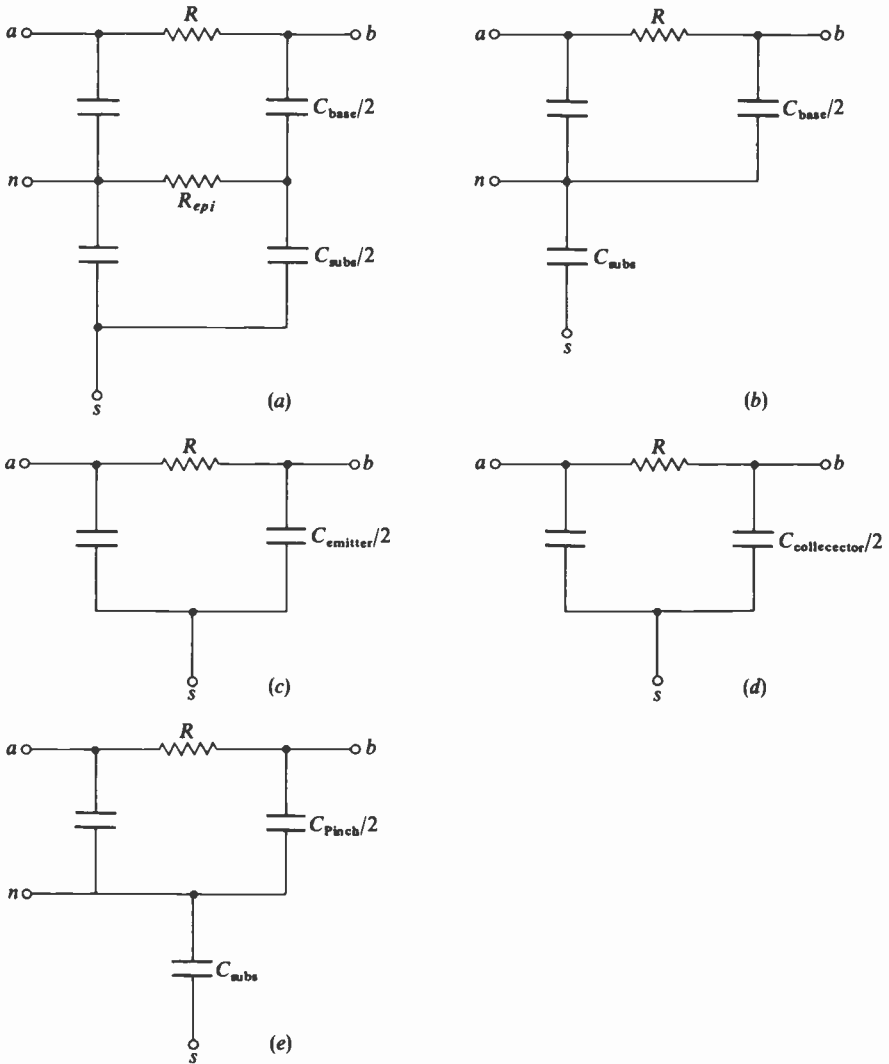 R
a
b
C_base/2
n
R_epi
C_subs/2
s
(a)
R
a
b
C_base/2
n
C_subs
s
(b)
R
a
b
C_emitter/2
s
(c)
R
a
b
C_collecector/2
s
(d)
R
a
b
C_Pinch/2
n
C_subs
s
(e)